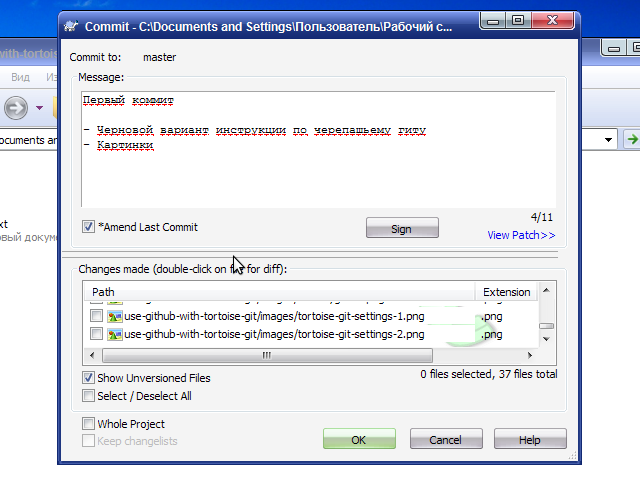 Commit - C:\Documents and Settings\Пользователь\Рабочий с...
with-tortois
Commit to: master
Вид
Message:
Первый коммит
- Черновой вариант инструкции по черепашьему гиту
- Картинки
ocuments an
xt
овый докуме
*Amend Last Commit
Sign
4/11
View Patch>>
Changes made (double-click on for diff):
Path Extension
use-github-with-tortoise-git/images/tortoise-git-settings-1.png .png
use-github-with-tortoise-git/images/tortoise-git-settings-2.png .png
Show Unversioned Files
0 files selected, 37 files total
Select / Deselect All
Whole Project
Keep changelists
OK Cancel Help